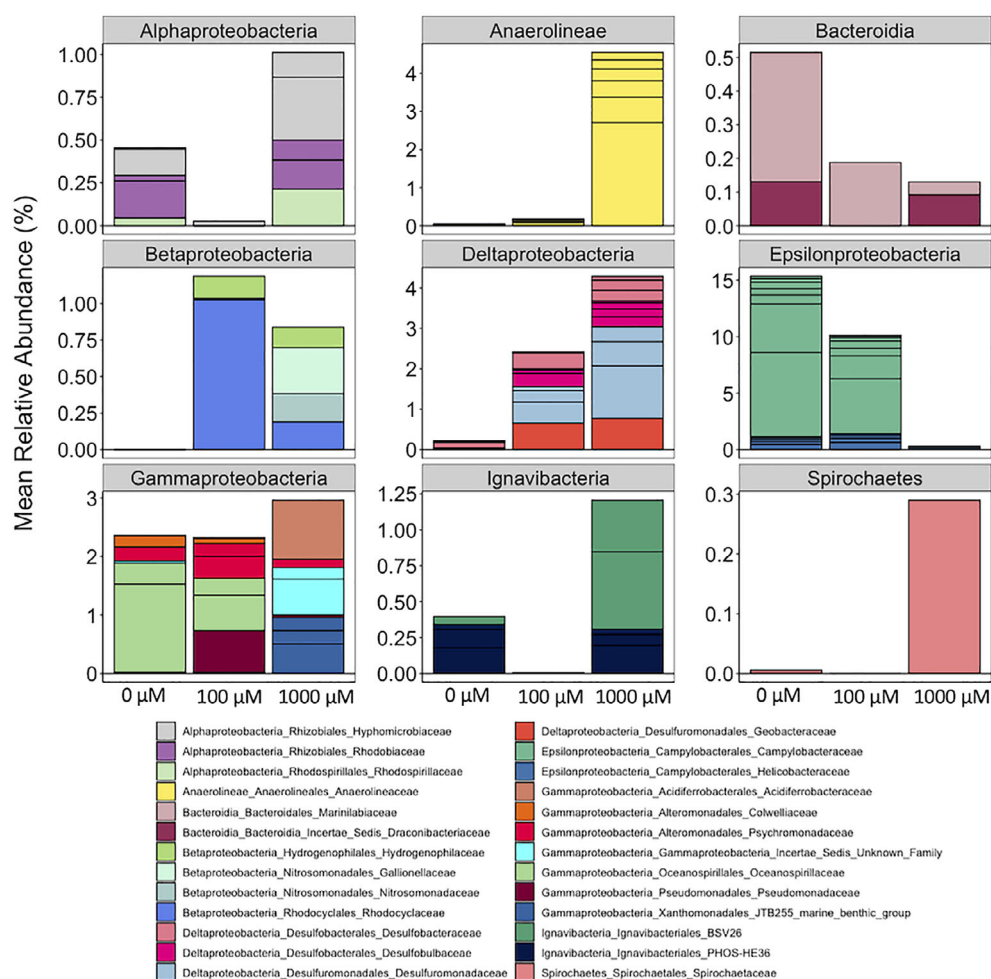 Alphaproteobacteria
Anaerolineae
Bacteroidia
1.00
0.75
0.50
0.25
0.00
4
3
2
1
0
0.5
0.4
0.3
0.2
0.1
0.0
Mean Relative Abundance (%)
Betaproteobacteria
Deltaproteobacteria
Epsilonproteobacteria
1.00
0.75
0.50
0.25
0.00
4
3
2
1
0
15
10
5
0
Gammaproteobacteria
Ignavibacteria
Spirochaetes
3
2
1
0
1.25
1.00
0.75
0.50
0.25
0.00
0.3
0.2
0.1
0.0
0 µM 100 µM 1000 µM
0 µM 100 µM 1000 µM
0 µM 100 µM 1000 µM
Alphaproteobacteria_Rhizobiales_Hyphomicrobiaceae
Alphaproteobacteria_Rhizobiales_Rhodobiaceae
Alphaproteobacteria_Rhodospirillales_Rhodospirillaceae
Anaerolineae_Anaerolineales_Anaerolineaceae
Bacteroidia_Bacteroidales_Marinilabiaceae
Bacteroidia_Bacteroidia_Incertae_Sedis_Draconibacteriaceae
Betaproteobacteria_Hydrogenophilales_Hydrogenophilaceae
Betaproteobacteria_Nitrosomonadales_Gallionellaceae
Betaproteobacteria_Nitrosomonadales_Nitrosomonadaceae
Betaproteobacteria_Rhodocyclales_Rhodocyclaceae
Deltaproteobacteria_Desulfobacterales_Desulfobacteraceae
Deltaproteobacteria_Desulfobacterales_Desulfobulbaceae
Deltaproteobacteria_Desulfuromonadales_Desulfuromonadaceae
Deltaproteobacteria_Desulfuromonadales_Geobacteraceae
Epsilonproteobacteria_Campylobacterales_Campylobacteraceae
Epsilonproteobacteria_Campylobacterales_Helicobacteraceae
Gammaproteobacteria_Acidiferrobacterales_Acidiferrobacteraceae
Gammaproteobacteria_Alteromonadales_Colwelliaceae
Gammaproteobacteria_Alteromonadales_Psychromonadaceae
Gammaproteobacteria_Gammaproteobacteria_Incertae_Sedis_Unknown_Family
Gammaproteobacteria_Oceanospirillales_Oceanospirillaceae
Gammaproteobacteria_Pseudomonadales_Pseudomonadaceae
Gammaproteobacteria_Xanthomonadales_JTB255_marine_benthic_group
Ignavibacteria_Ignavibacteriales_BSV26
Ignavibacteria_Ignavibacteriales_PHOS-HE36
Spirochaetes_Spirochaetales_Spirochaetaceae